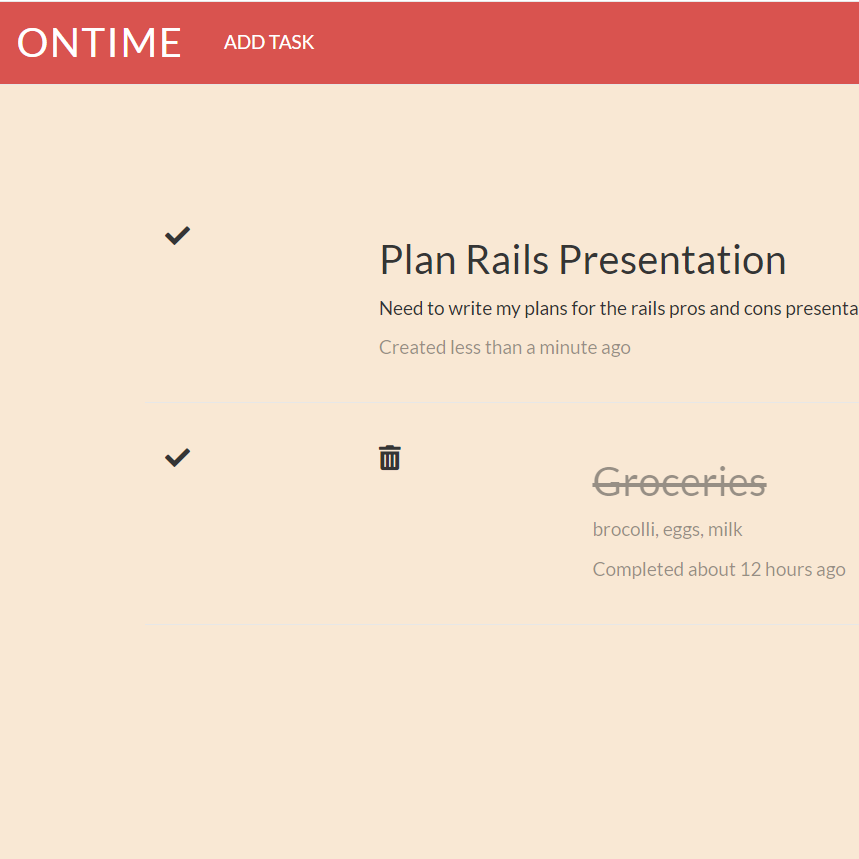 ONTIME ADD TASK
Plan Rails Presentation
Need to write my plans for the rails pros and cons presenta
Created less than a minute ago
Groceries
brocolli, eggs, milk
Completed about 12 hours ago